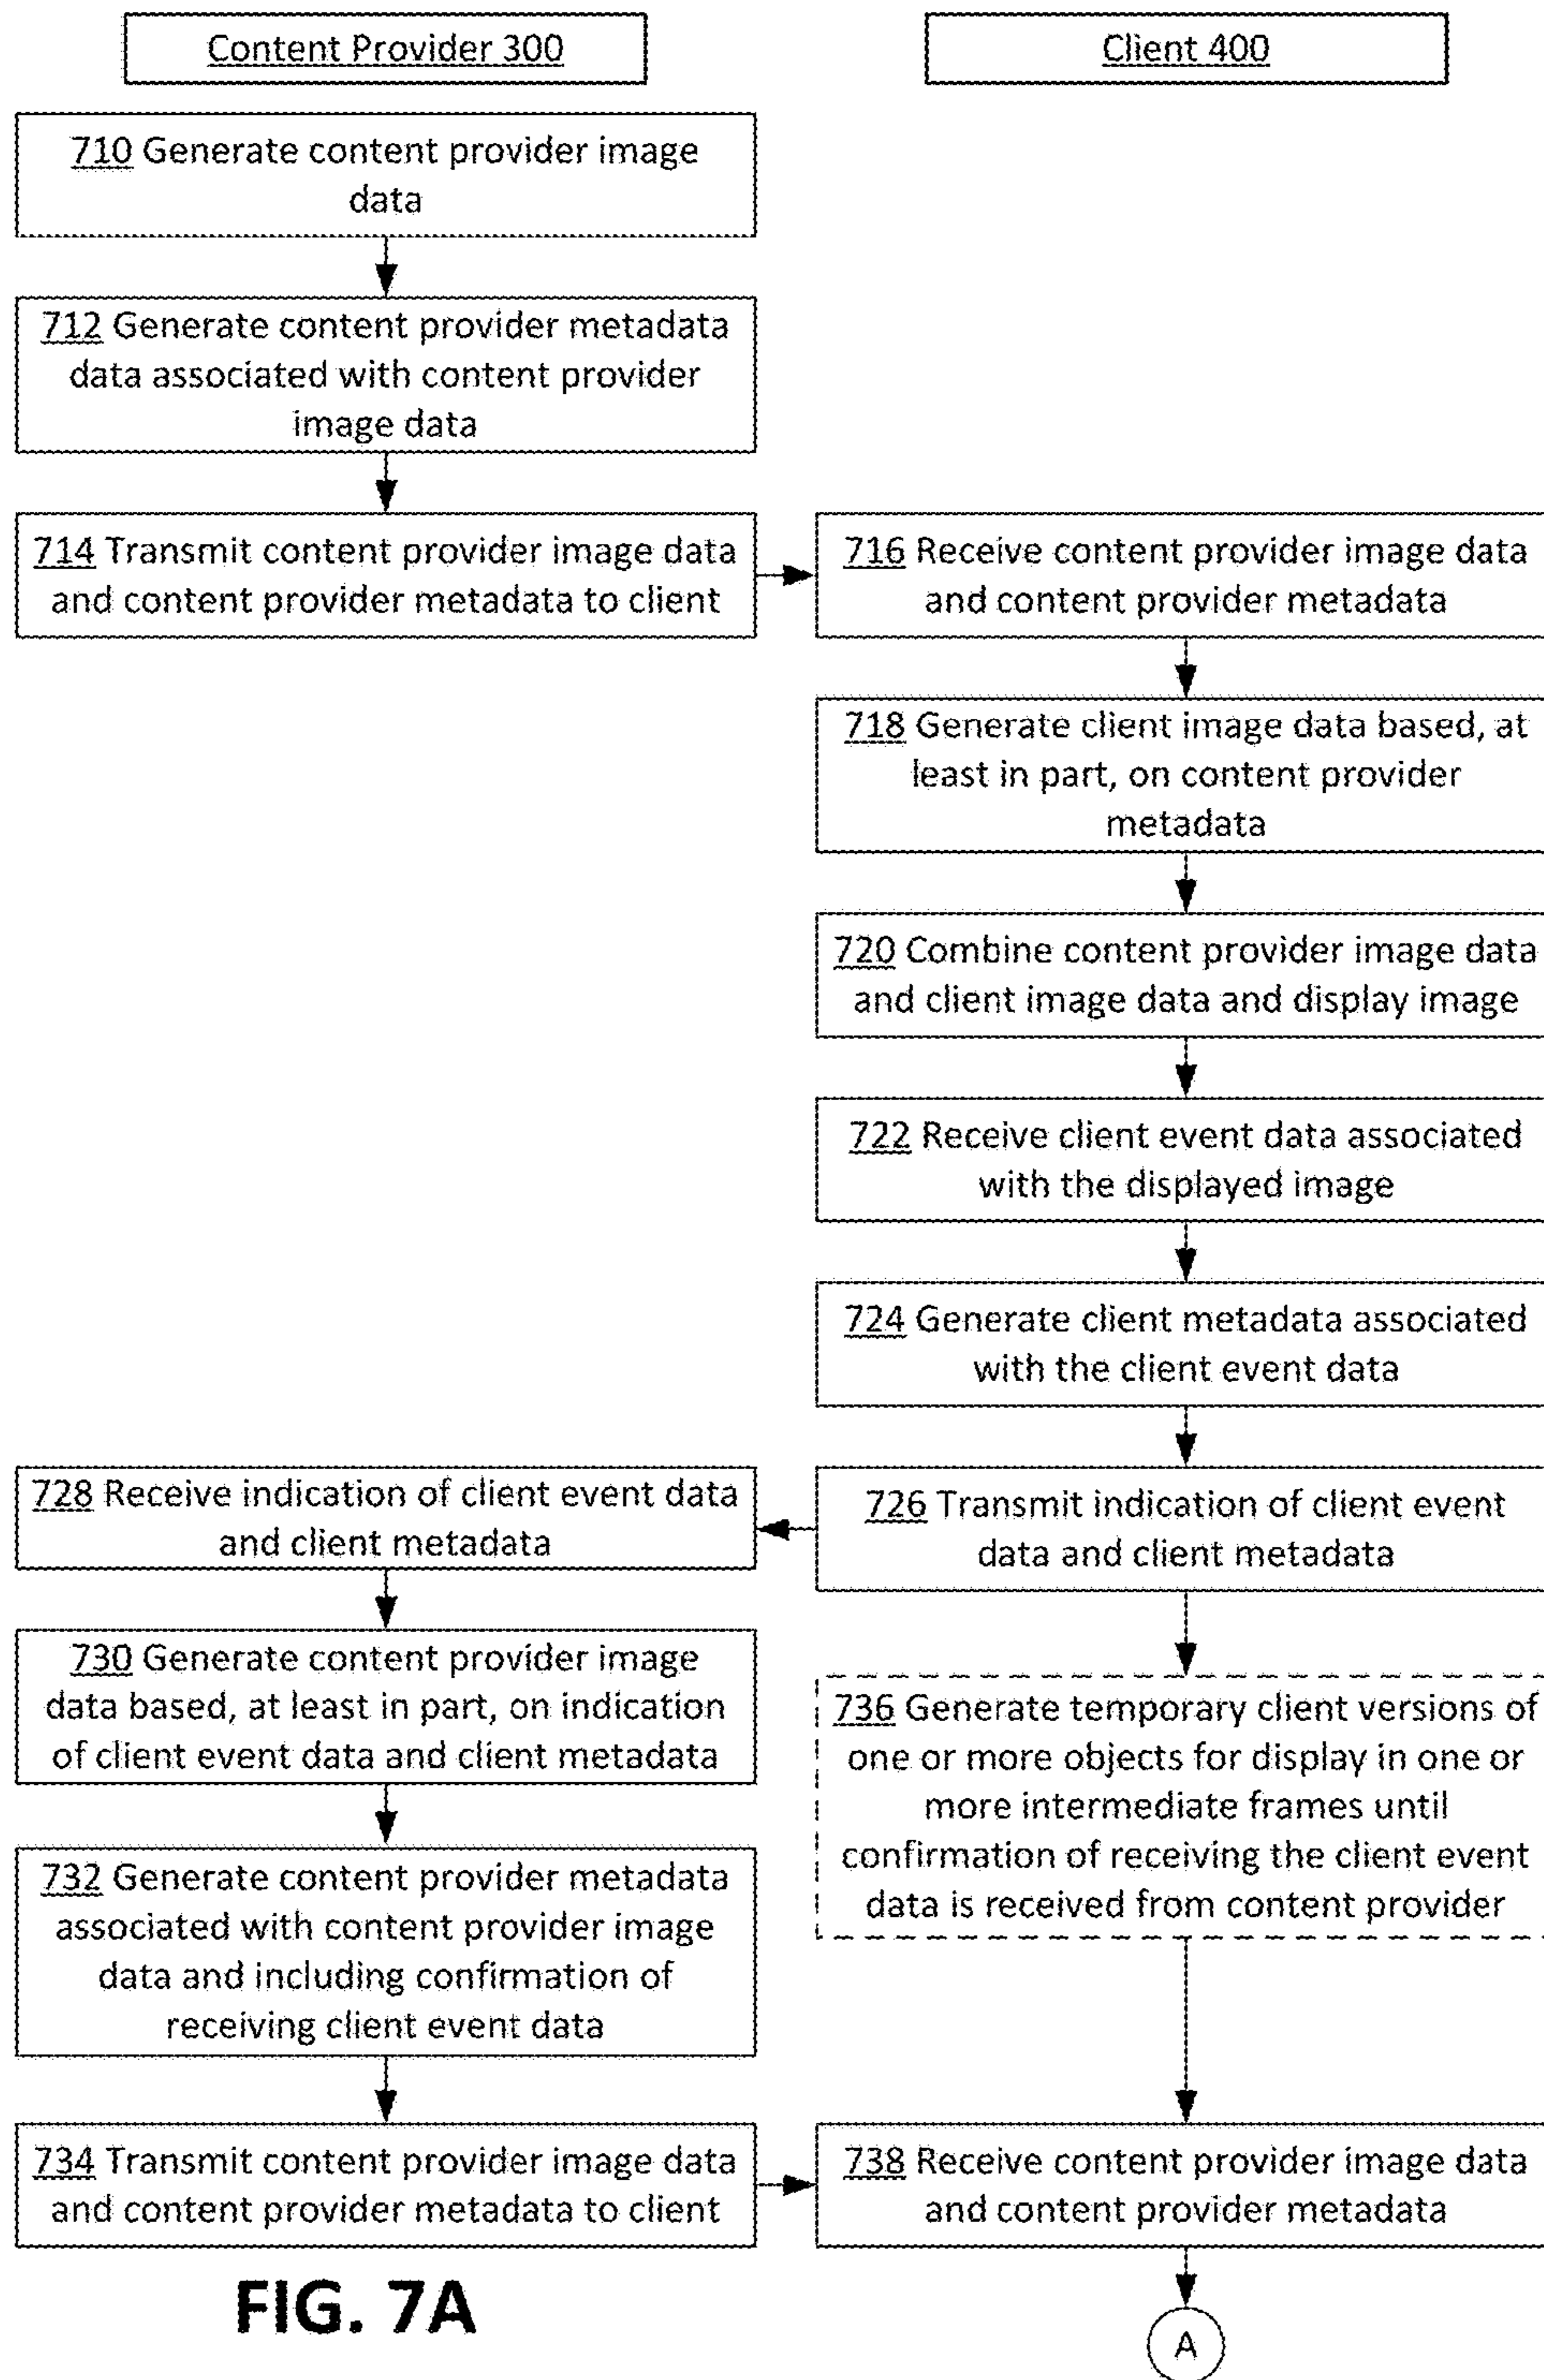 Content Provider 300
Client 400
710 Generate content provider image
data
712 Generate content provider metadata
data associated with content provider
image data
714 Transmit content provider image data
and content provider metadata to client
716 Receive content provider image data
and content provider metadata
718 Generate client image data based, at
least in part, on content provider
metadata
720 Combine content provider image data
and client image data and display image
722 Receive client event data associated
with the displayed image
724 Generate client metadata associated
with the client event data
726 Transmit indication of client event
data and client metadata
728 Receive indication of client event data
and client metadata
730 Generate content provider image
data based, at least in part, on indication
of client event data and client metadata
732 Generate content provider metadata
associated with content provider image
data and including confirmation of
receiving client event data
734 Transmit content provider image data
and content provider metadata to client
736 Generate temporary client versions of
one or more objects for display in one or
more intermediate frames until
confirmation of receiving the client event
data is received from content provider
738 Receive content provider image data
and content provider metadata
A
FIG. 7A